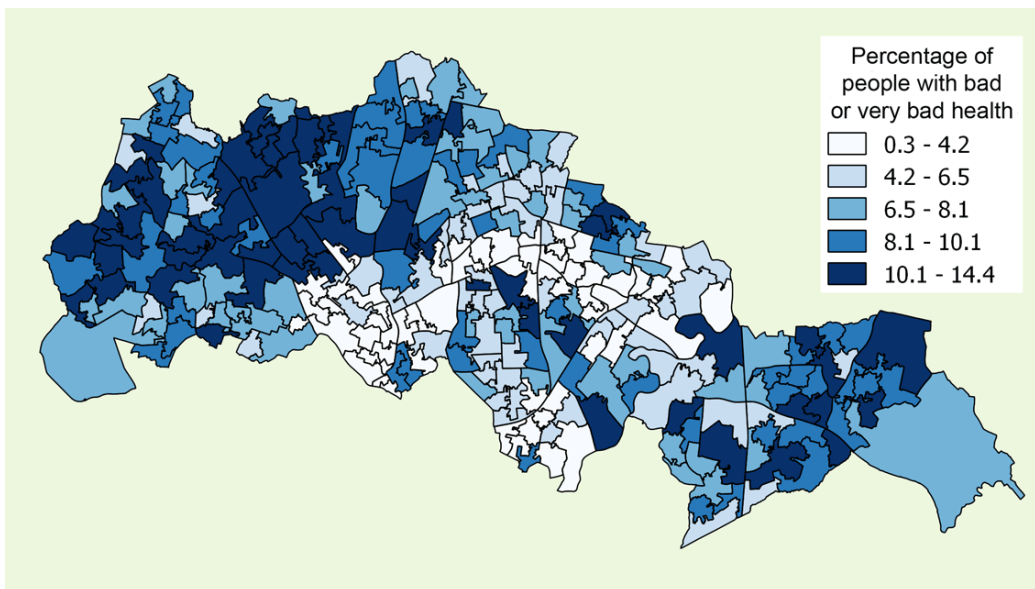 Percentage of
people with bad
or very bad health
0.3 - 4.2
4.2 - 6.5
6.5 - 8.1
8.1 - 10.1
10.1 - 14.4